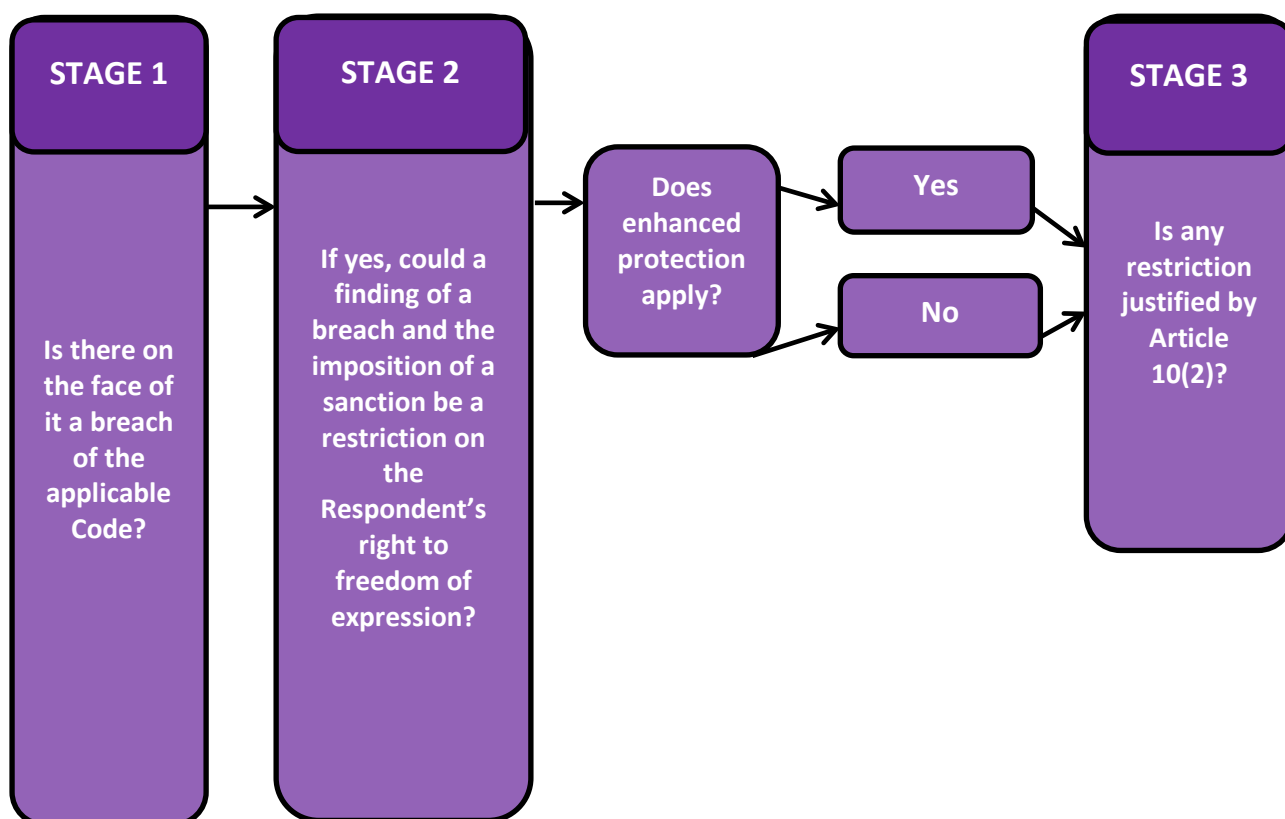 STAGE 1
Is there on
the face of
it a breach
of the
applicable
Code?
STAGE 2
If yes, could a
finding of a
breach and the
imposition of a
sanction be a
restriction on
the
Respondent’s
right to
freedom of
expression?
Does
enhanced
protection
apply?
Yes
No
STAGE 3
Is any
restriction
justified by
Article
10(2)?